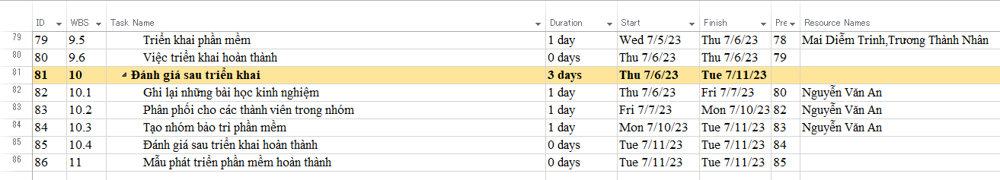 ID WBS Task Name Duration Start Finish Pre Resource Names
79 79 9.5 Triển khai phần mềm 1 day Wed 7/5/23 Thu 7/6/23 78 Mai Diễm Trinh,Trương Thành Nhân
80 80 9.6 Việc triển khai hoàn thành 0 days Thu 7/6/23 Thu 7/6/23 79
81 81 10 Đánh giá sau triển khai 3 days Thu 7/6/23 Tue 7/11/23
82 82 10.1 Ghi lại những bài học kinh nghiệm 1 day Thu 7/6/23 Fri 7/7/23 80 Nguyễn Văn An
83 83 10.2 Phân phối cho các thành viên trong nhóm 1 day Fri 7/7/23 Mon 7/10/23 82 Nguyễn Văn An
84 84 10.3 Tạo nhóm bảo trì phần mềm 1 day Mon 7/10/23 Tue 7/11/23 83 Nguyễn Văn An
85 85 10.4 Đánh giá sau triển khai hoàn thành 0 days Tue 7/11/23 Tue 7/11/23 84
86 86 11 Mẫu phát triển phần mềm hoàn thành 0 days Tue 7/11/23 Tue 7/11/23 85